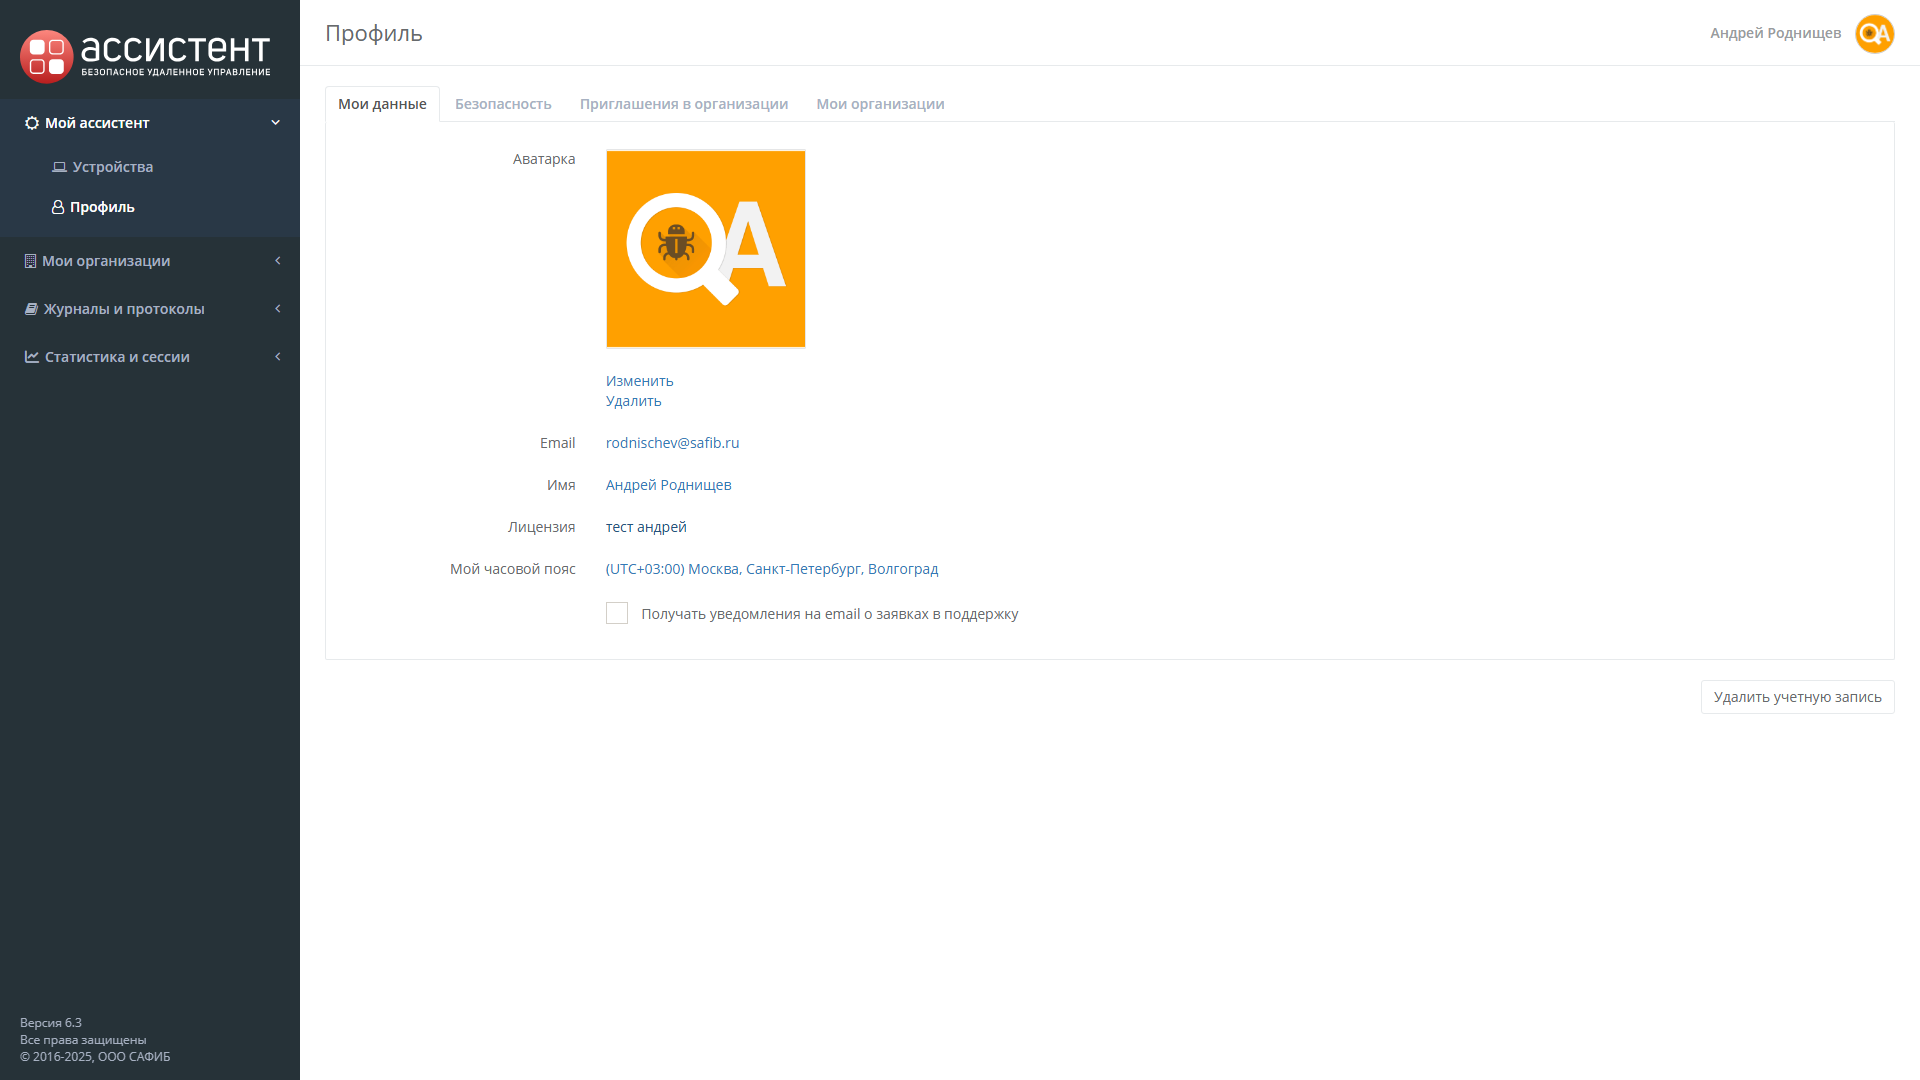 ассистент
БЕЗОПАСНОЕ УДАЛЕННОЕ УПРАВЛЕНИЕ
Мой ассистент
Устройства
Профиль
Мои организации
Журналы и протоколы
Статистика и сессии
Версия 6.3
Все права защищены
© 2016-2025, ООО САФИБ
Профиль
Андрей Роднищев
QA
Мои данные
Безопасность
Приглашения в организации
Мои организации
Аватарка
QA
Изменить
Удалить
Email
rodnischev@safib.ru
Имя
Андрей Роднищев
Лицензия
тест андрей
Мой часовой пояс
(UTC+03:00) Москва, Санкт-Петербург, Волгоград
Получать уведомления на email о заявках в поддержку
Удалить учетную запись